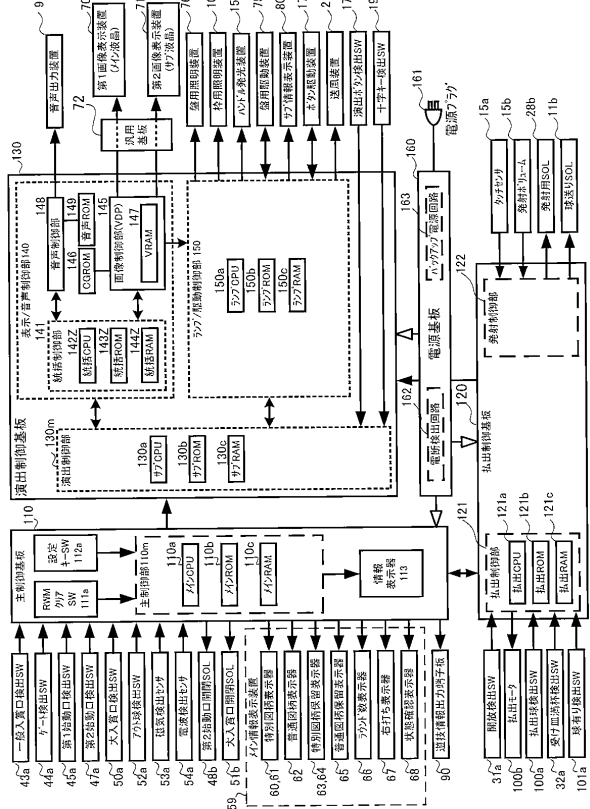 43a 一般入賞口検出SW
44a ゲート検出SW
45a 第1始動口検出SW
47a 第2始動口検出SW
50a 大入賞口検出SW
52a アウト球検出SW
53a 磁気検出センサ
54a 電波検出センサ
48b 第2始動口開閉SOL
51b 大入賞口開閉SOL
59 メイン情報表示装置
60,61 特別図柄表示器
62 普通図柄表示器
63,64 特別図柄保留表示器
65 普通図柄保留表示器
66 ラウンド数表示器
67 右打ち表示器
68 状態確認表示器
90 遊技情報出力端子板
110
主制御基板
RWM
クリア
SW
111a
設定
キーSW
112a
主制御部110m
メインCPU 110a
メインROM 110b
メインRAM 110c
情報
表示器
113
130
演出制御基板
130m
演出制御部
130a
サブCPU
130b
サブROM
130c
サブRAM
表示/音声制御部140
141
統括制御部
142Z
統括CPU
143Z
統括ROM
144Z
統括RAM
音声制御部 148
音声ROM 149
CGROM 146
画像制御部(VDP) 145
VRAM 147
ランプ/駆動制御部 150
150a
ランプCPU
150b
ランプROM
150c
ランプRAM
音声出力装置 9
第1画像表示装置
(メイン液晶)
70
第2画像表示装置
(サブ液晶)
71
72
汎用
基板
盤用照明装置 76
枠用照明装置 10
ハンドル発光装置 15
盤用駆動装置 75
サブ情報表示装置 80
ボタン駆動装置 17
送風装置 2
演出ボタン検出SW 17
十字キー検出SW 19
161
電源プラグ
160
電源基板
電断検出回路 162
バックアップ電源回路 163
120
払出制御基板
121
払出制御部
払出CPU 121a
払出ROM 121b
払出RAM 121c
122
発射制御部
タッチセンサ 15a
発射ボリューム 15b
発射用SOL 28b
球送りSOL 11b
31a 開放検出SW
100b 払出モータ
100a 払出球検出SW
32a 受け皿満杯検出SW
101a 球有り検出SW